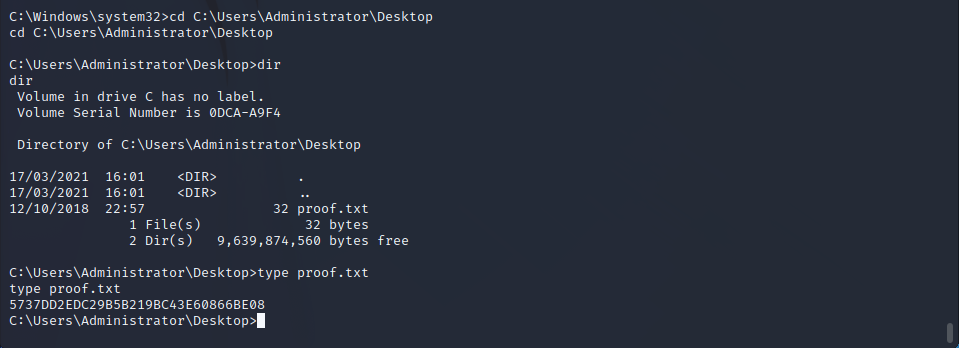 C:\Windows\system32>cd C:\Users\Administrator\Desktop
cd C:\Users\Administrator\Desktop

C:\Users\Administrator\Desktop>dir
dir
 Volume in drive C has no label.
 Volume Serial Number is 0DCA-A9F4

 Directory of C:\Users\Administrator\Desktop

17/03/2021  16:01    <DIR>          .
17/03/2021  16:01    <DIR>          ..
12/10/2018  22:57                32 proof.txt
               1 File(s)             32 bytes
               2 Dir(s)   9,639,874,560 bytes free

C:\Users\Administrator\Desktop>type proof.txt
type proof.txt
5737DD2EDC29B5B219BC43E60866BE08
C:\Users\Administrator\Desktop>